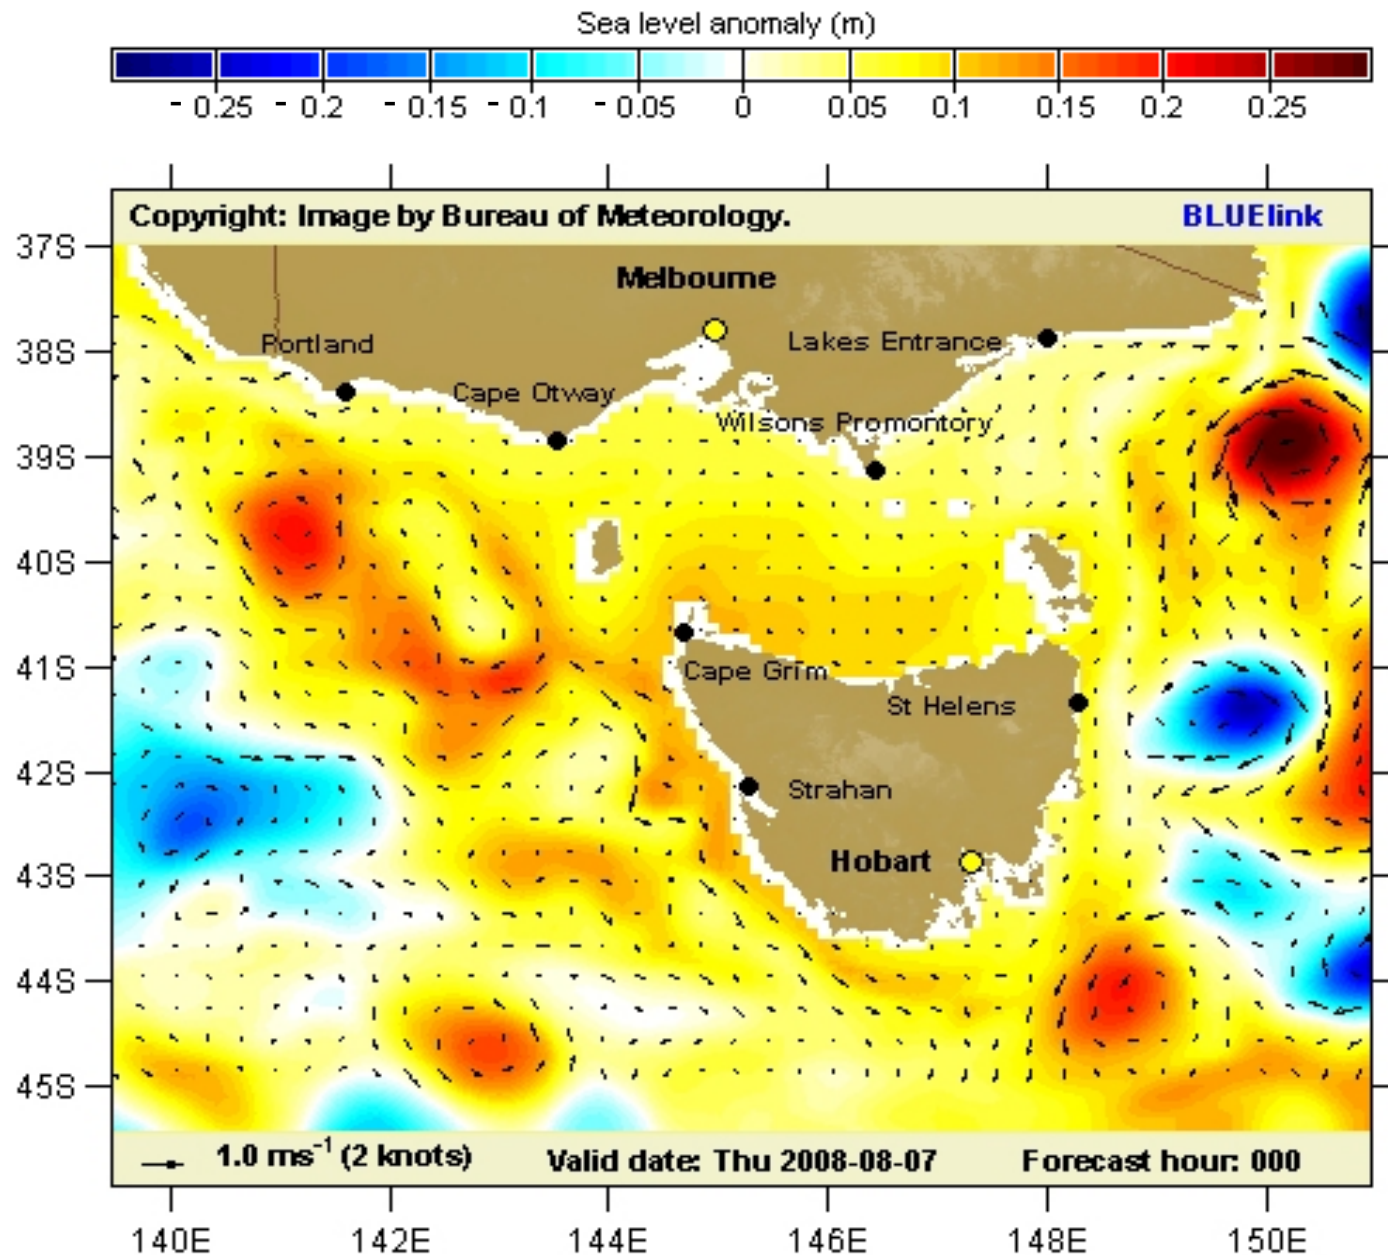 Sea level anomaly (m)
- 0.25 - 0.2 - 0.15 - 0.1 - 0.05 0 0.05 0.1 0.15 0.2 0.25
Copyright: Image by Bureau of Meteorology. BLUElink
37S
Melbourne
Portland
Lakes Entrance
38S
Cape Otway
Wilsons Promontory
39S
40S
41S
Cape Grim
St Helens
42S
Strahan
Hobart
43S
44S
45S
1.0 ms-1 (2 knots) Valid date: Thu 2008-08-07 Forecast hour: 000
140E 142E 144E 146E 148E 150E